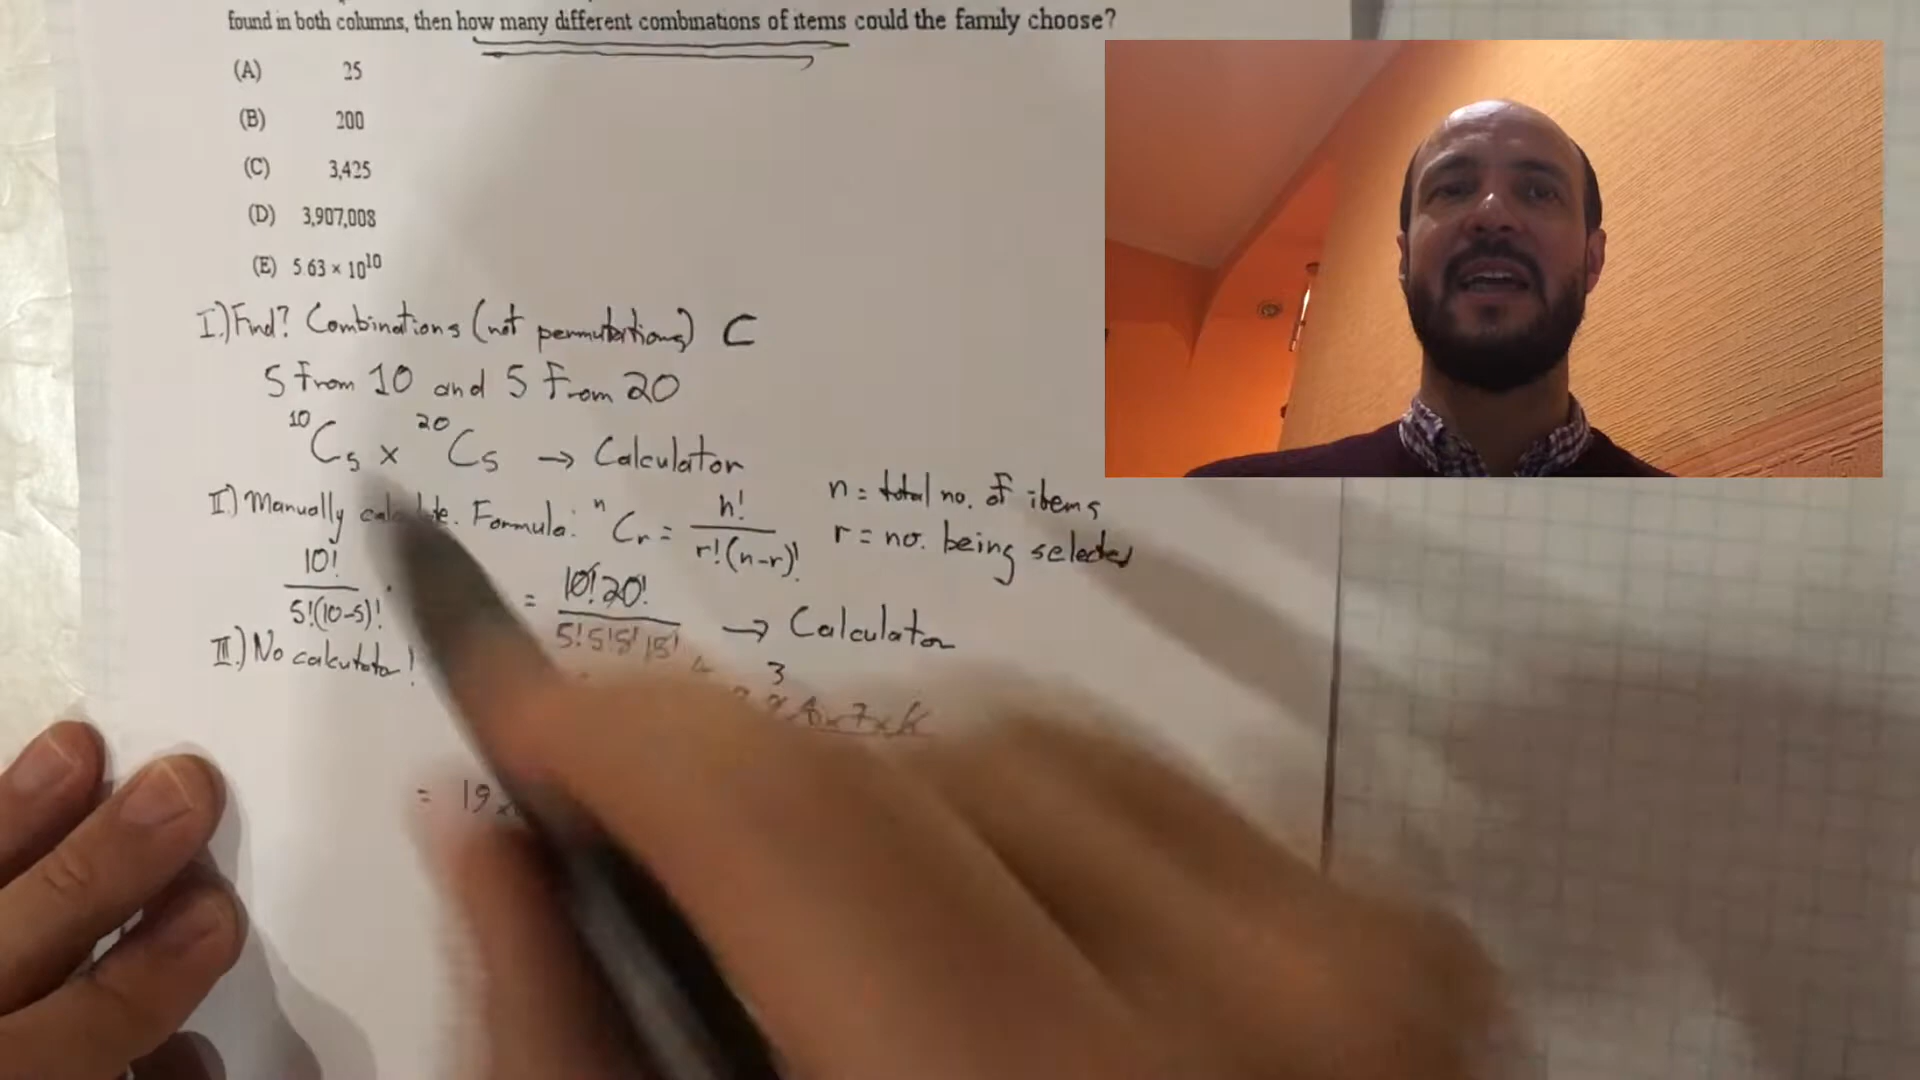 found in both columns, then how many different combinations of items could the family choose?
(A) 25
(B) 200
(C) 3,425
(D) 3,907,008
(E) 5.63 × 10^10
I.) Find? Combinations (not permutations) C
5 from 10 and 5 from 20
¹⁰C₅ × ²⁰C₅ → Calculator
II.) Manually calculate. Formula: ⁿCᵣ = n! / r!(n-r)!
n = total no. of items
r = no. being selected
10! / 5!(10-5)! · = 10! 20! / 5! 5! 5! 15! → Calculator
III.) No calculator!
3
= 19 ×